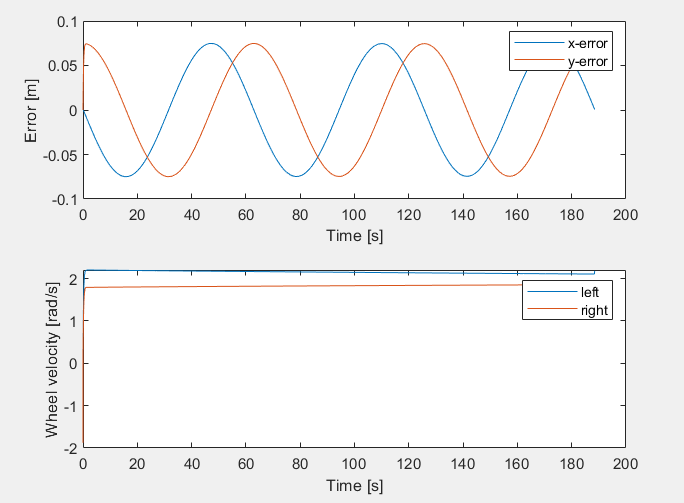 0.1
0.05
0
-0.05
-0.1
Error [m]
x-error
y-error
0 20 40 60 80 100 120 140 160 180 200
Time [s]
2
1
0
-1
-2
Wheel velocity [rad/s]
left
right
0 20 40 60 80 100 120 140 160 180 200
Time [s]